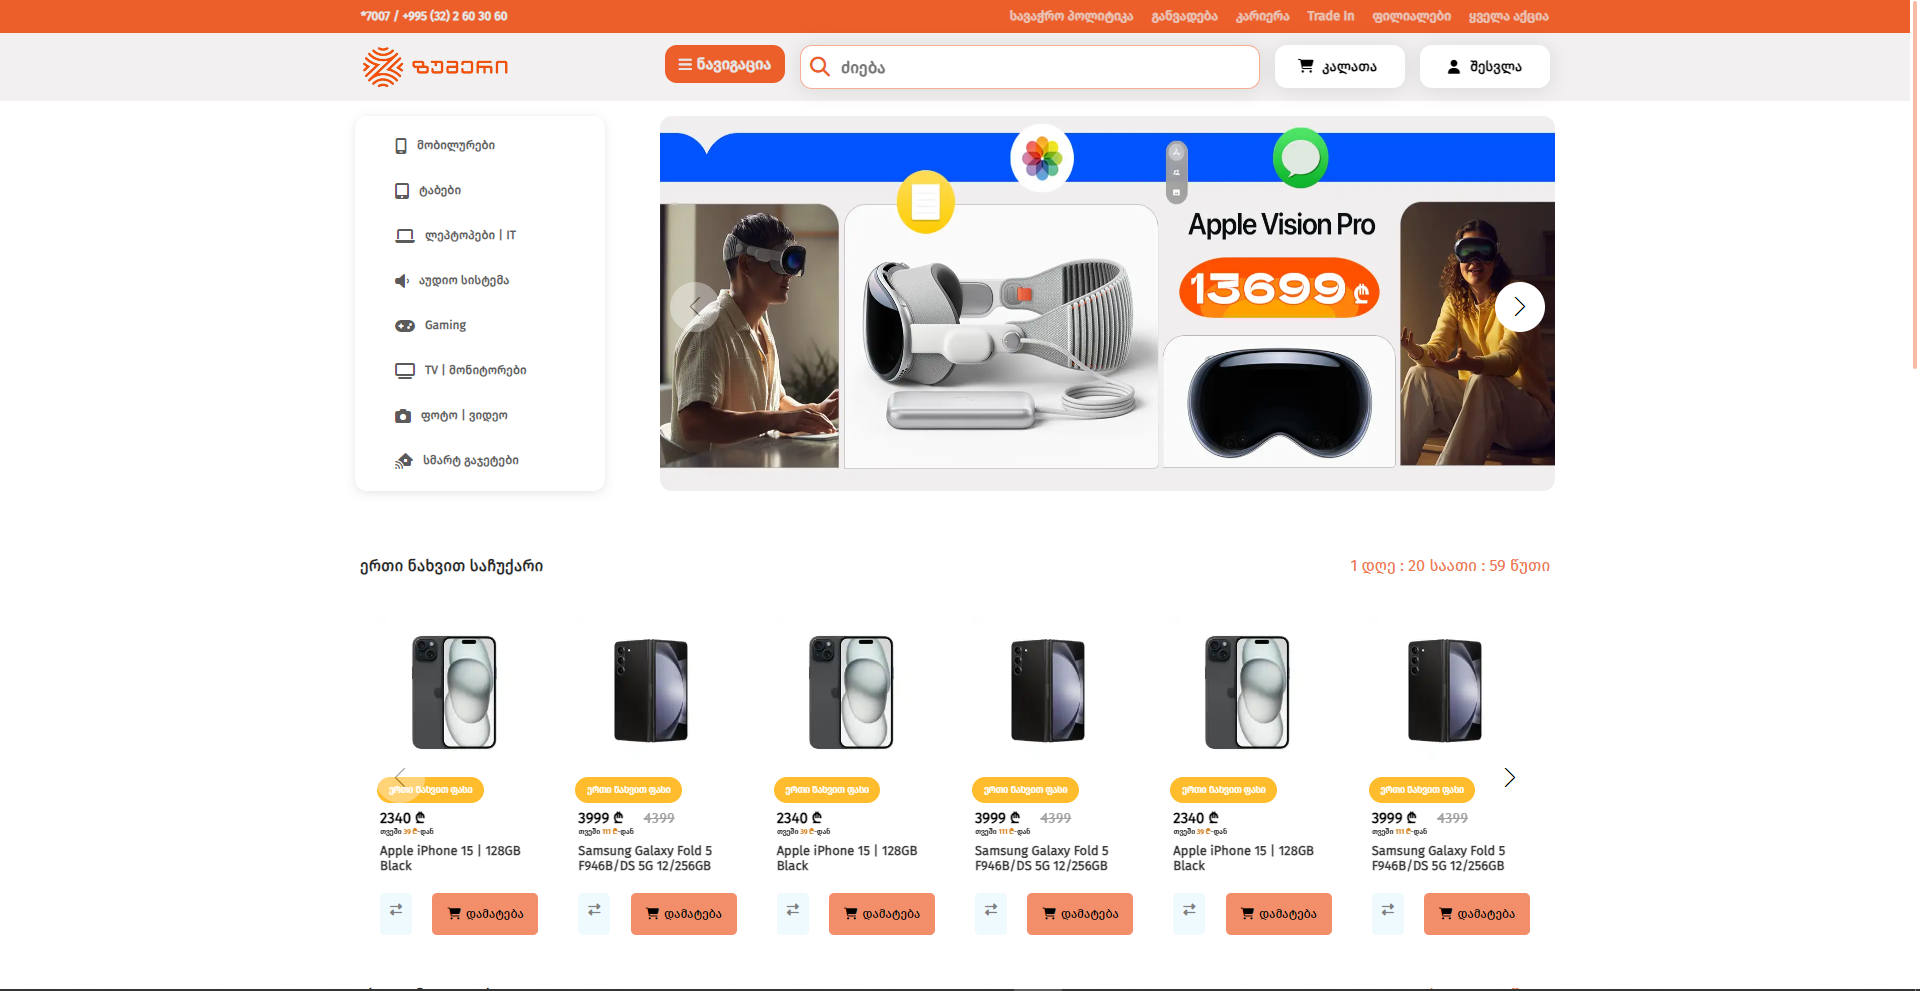 *7007 / +995 (32) 2 60 30 60
სავაჭრო პოლიტიკა განვადება კარიერა Trade In ფილიალები ყველა აქცია
ზუმერი
ნავიგაცია
ძიება
კალათა
შესვლა
მობილურები
ტაბები
ლეპტოპები | IT
აუდიო სისტემა
Gaming
TV | მონიტორები
ფოტო | ვიდეო
სმარტ გაჯეტები
Apple Vision Pro
13699 ₾
ერთი ნახვით საჩუქარი
1 დღე : 20 საათი : 59 წუთი
ერთი ნახვით ფასი
2340 ₾
თვეში 39 ₾-დან
Apple iPhone 15 | 128GB
Black
დამატება
ერთი ნახვით ფასი
3999 ₾ 4399
თვეში 111 ₾-დან
Samsung Galaxy Fold 5
F946B/DS 5G 12/256GB
დამატება
ერთი ნახვით ფასი
2340 ₾
თვეში 39 ₾-დან
Apple iPhone 15 | 128GB
Black
დამატება
ერთი ნახვით ფასი
3999 ₾ 4399
თვეში 111 ₾-დან
Samsung Galaxy Fold 5
F946B/DS 5G 12/256GB
დამატება
ერთი ნახვით ფასი
2340 ₾
თვეში 39 ₾-დან
Apple iPhone 15 | 128GB
Black
დამატება
ერთი ნახვით ფასი
3999 ₾ 4399
თვეში 111 ₾-დან
Samsung Galaxy Fold 5
F946B/DS 5G 12/256GB
დამატება